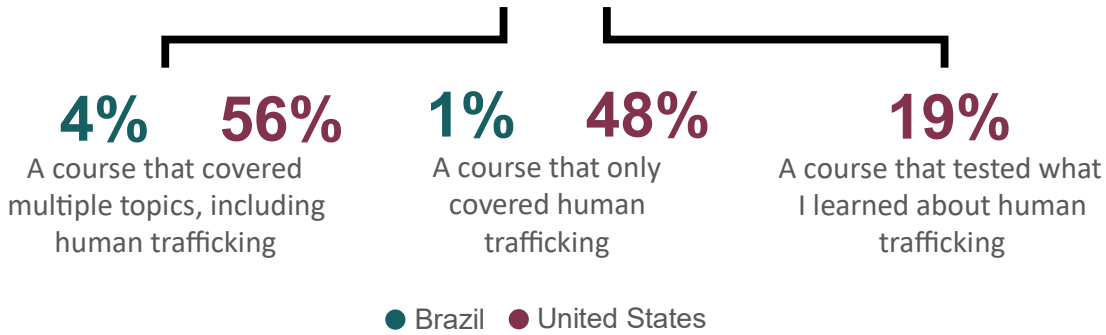 4% 56% 1% 48% 19%
A course that covered
multiple topics, including
human trafficking
A course that only
covered human
trafficking
A course that tested what
I learned about human
trafficking
Brazil United States